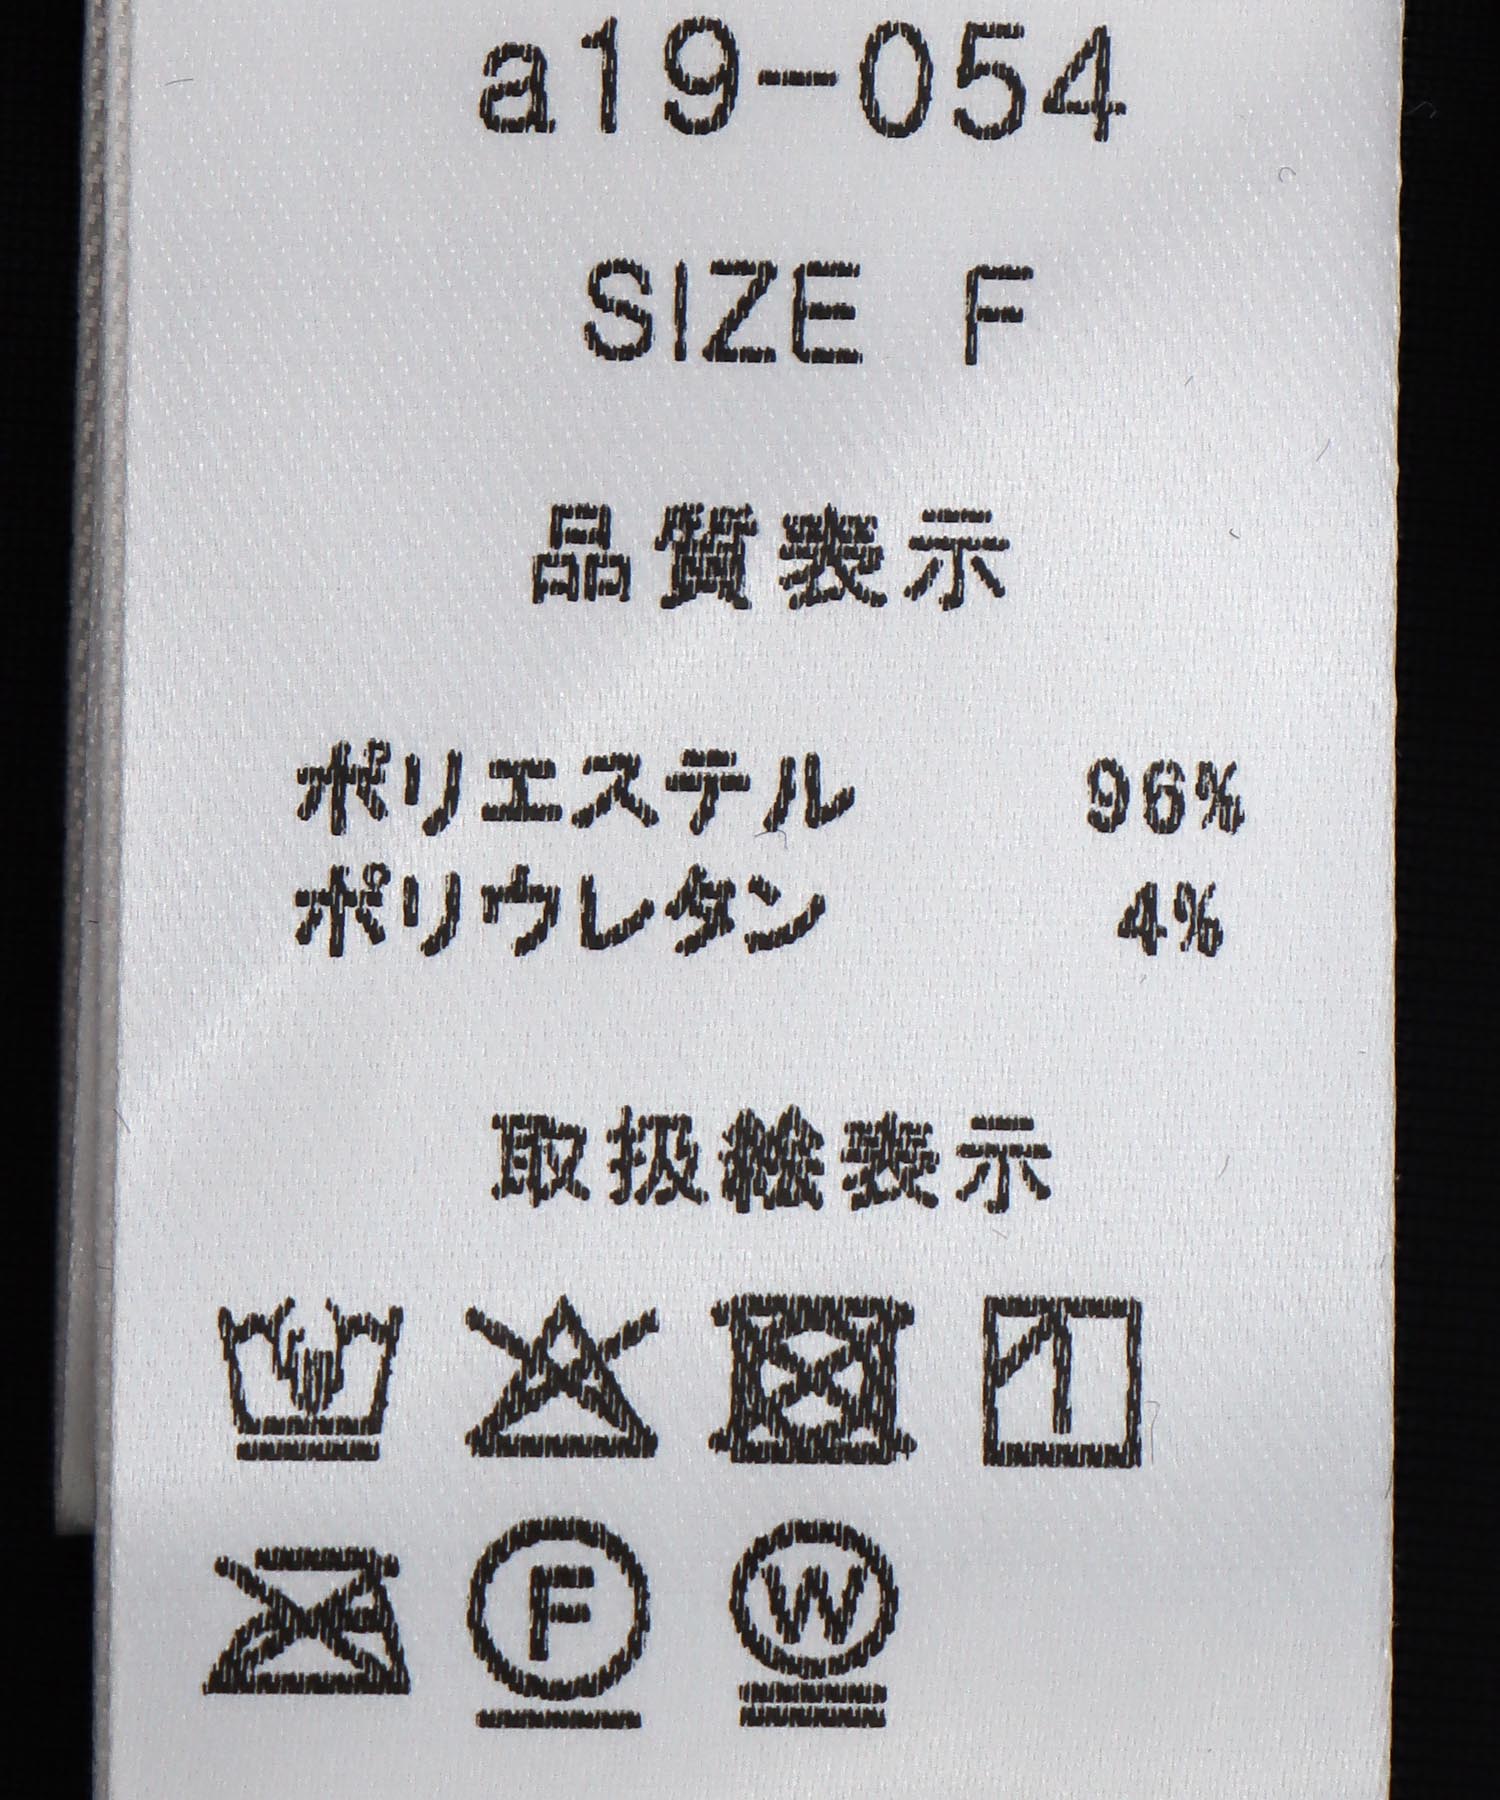 a19-054
SIZE F
品質表示
ポリエステル 96%
ポリウレタン 4%
取扱絵表示
F W